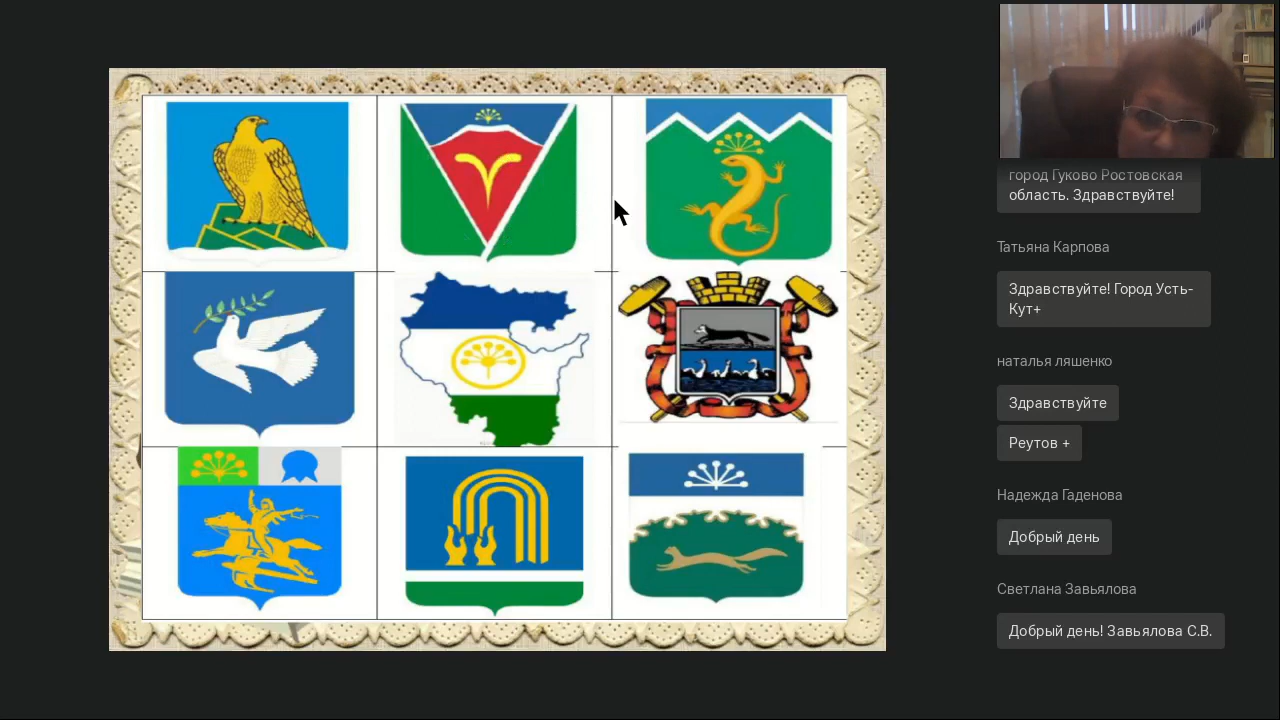 город Гуково Ростовская
область. Здравствуйте!
Татьяна Карпова
Здравствуйте! Город Усть-
Кут+
наталья ляшенко
Здравствуйте
Реутов +
Надежда Гаденова
Добрый день
Светлана Завьялова
Добрый день! Завьялова С.В.